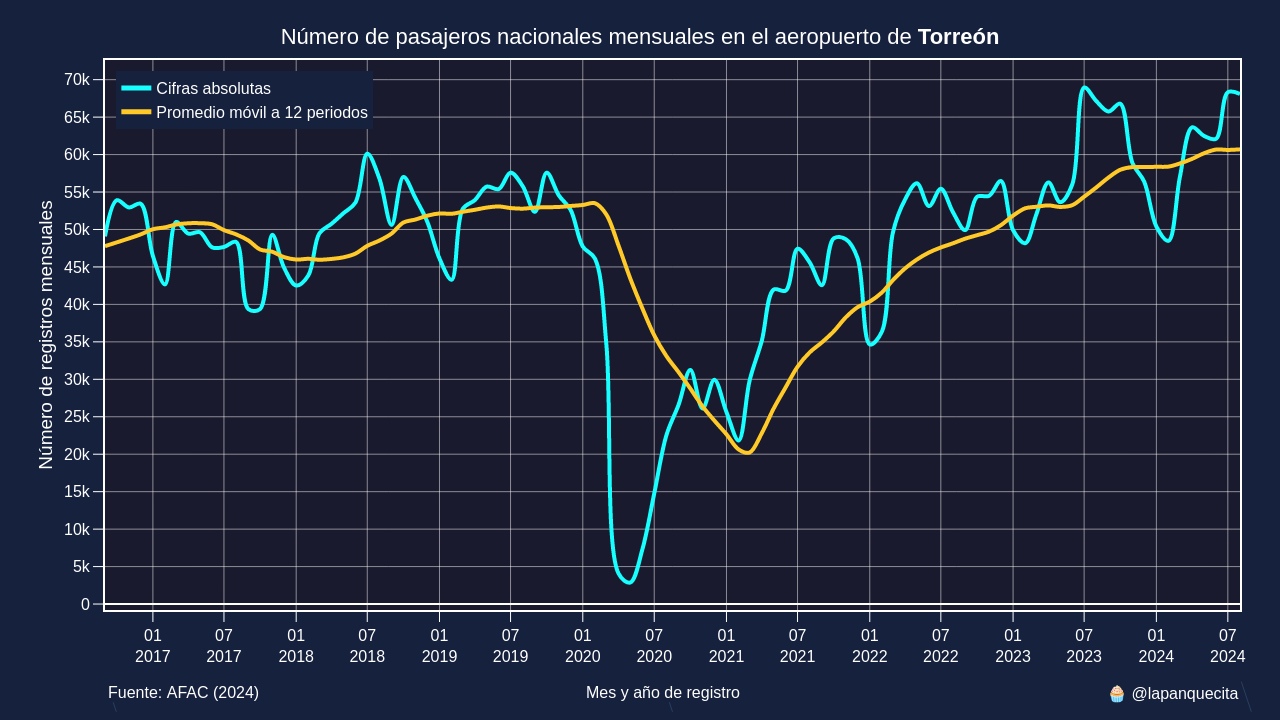 Número de pasajeros nacionales mensuales en el aeropuerto de Torreón
Cifras absolutas
Promedio móvil a 12 periodos
Número de registros mensuales
70k
65k
60k
55k
50k
45k
40k
35k
30k
25k
20k
15k
10k
5k
0
01 07 01 07 01 07 01 07 01 07 01 07 01 07 01 07
2017 2017 2018 2018 2019 2019 2020 2020 2021 2021 2022 2022 2023 2023 2024 2024
Fuente: AFAC (2024)
Mes y año de registro
🧁 @lapanquecita